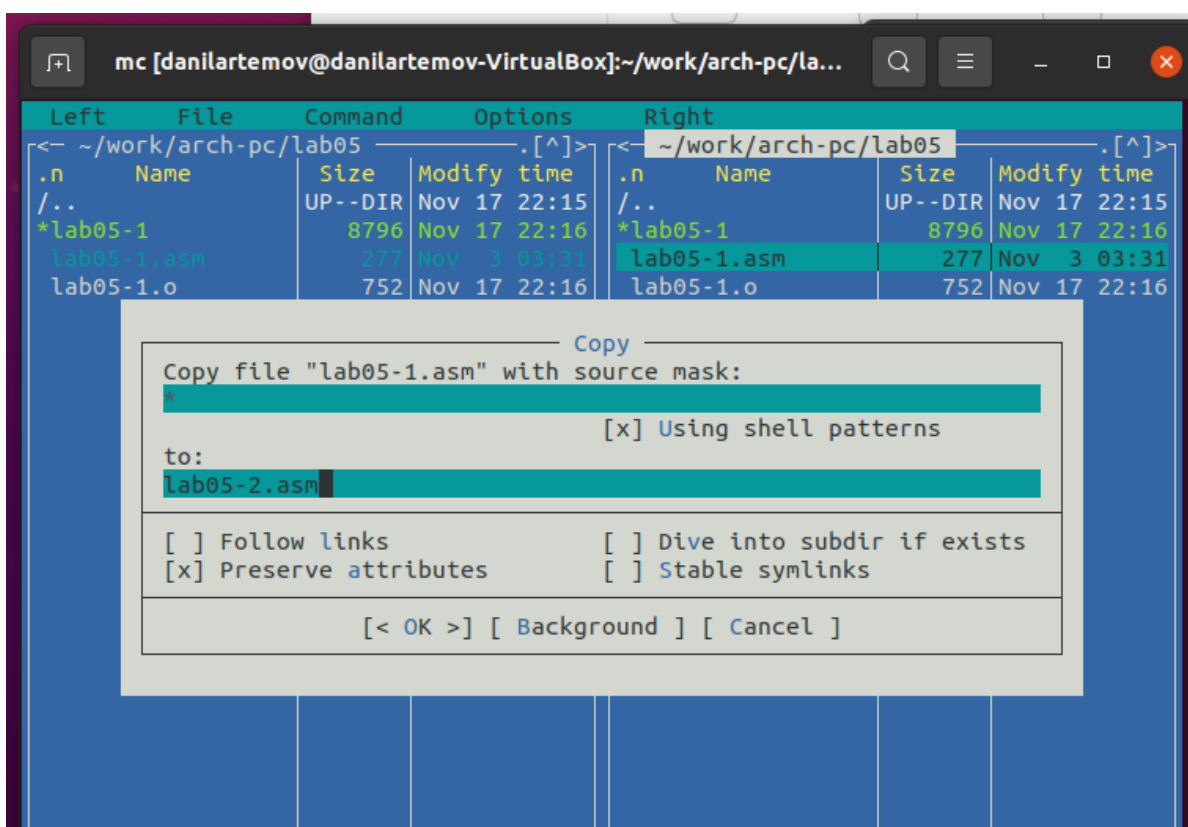 mc [danilartemov@danilartemov-VirtualBox]:~/work/arch-pc/la...
Left File Command Options Right
<─ ~/work/arch-pc/lab05 ─.[^]> <─ ~/work/arch-pc/lab05 ─.[^]>
.n Name Size Modify time .n Name Size Modify time
/.. UP--DIR Nov 17 22:15 /.. UP--DIR Nov 17 22:15
*lab05-1 8796 Nov 17 22:16 *lab05-1 8796 Nov 17 22:16
lab05-1.asm 277 Nov 3 03:31 lab05-1.asm 277 Nov 3 03:31
lab05-1.o 752 Nov 17 22:16 lab05-1.o 752 Nov 17 22:16
Copy
Copy file "lab05-1.asm" with source mask:
*
[x] Using shell patterns
to:
lab05-2.asm
[ ] Follow links [ ] Dive into subdir if exists
[x] Preserve attributes [ ] Stable symlinks
[< OK >] [ Background ] [ Cancel ]